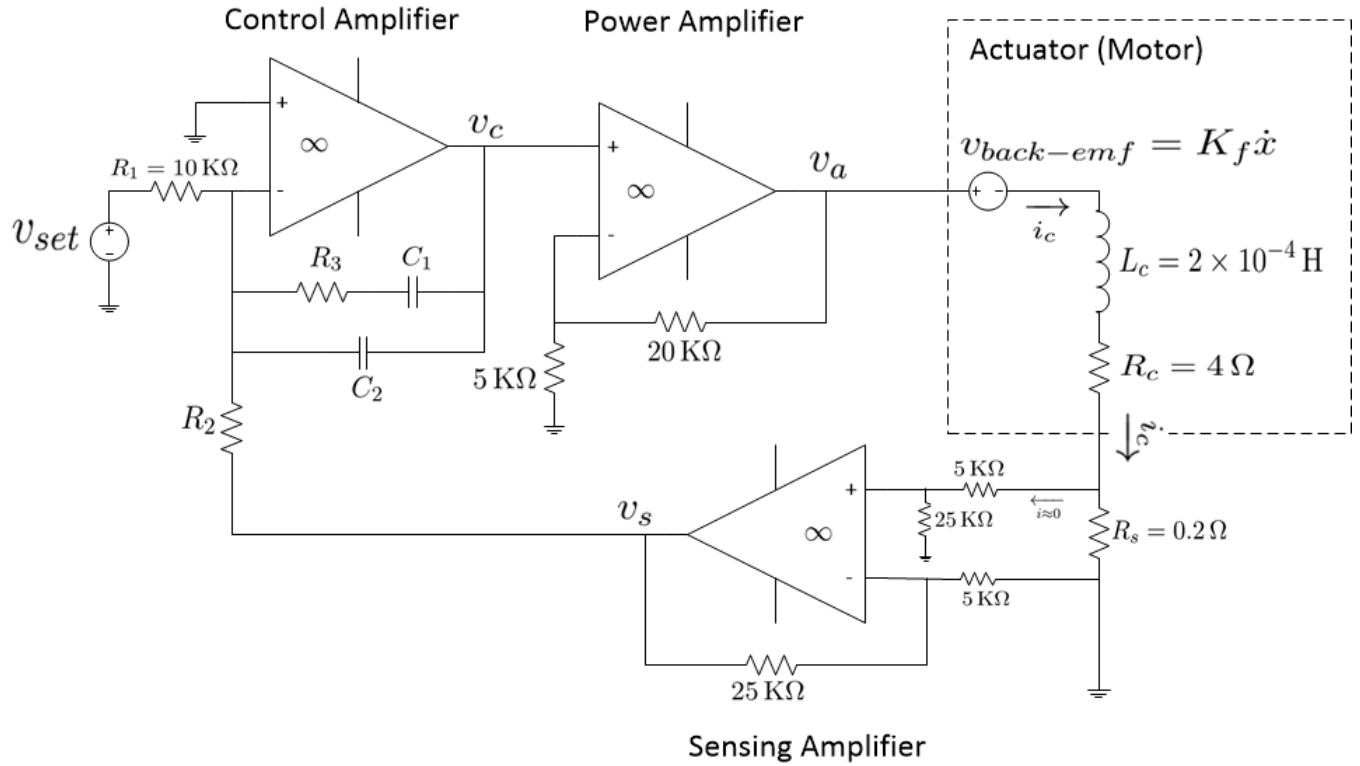 Control Amplifier
Power Amplifier
Actuator (Motor)
+
-
∞
v_c
R_1 = 10 KΩ
v_set
+
-
R_3
C_1
C_2
R_2
+
-
∞
v_a
20 KΩ
5 KΩ
v_back-emf = K_f ẋ
+ -
i_c
L_c = 2 × 10^-4 H
R_c = 4 Ω
i_c
5 KΩ
i≈0
25 KΩ
R_s = 0.2 Ω
+
-
∞
5 KΩ
v_s
25 KΩ
Sensing Amplifier